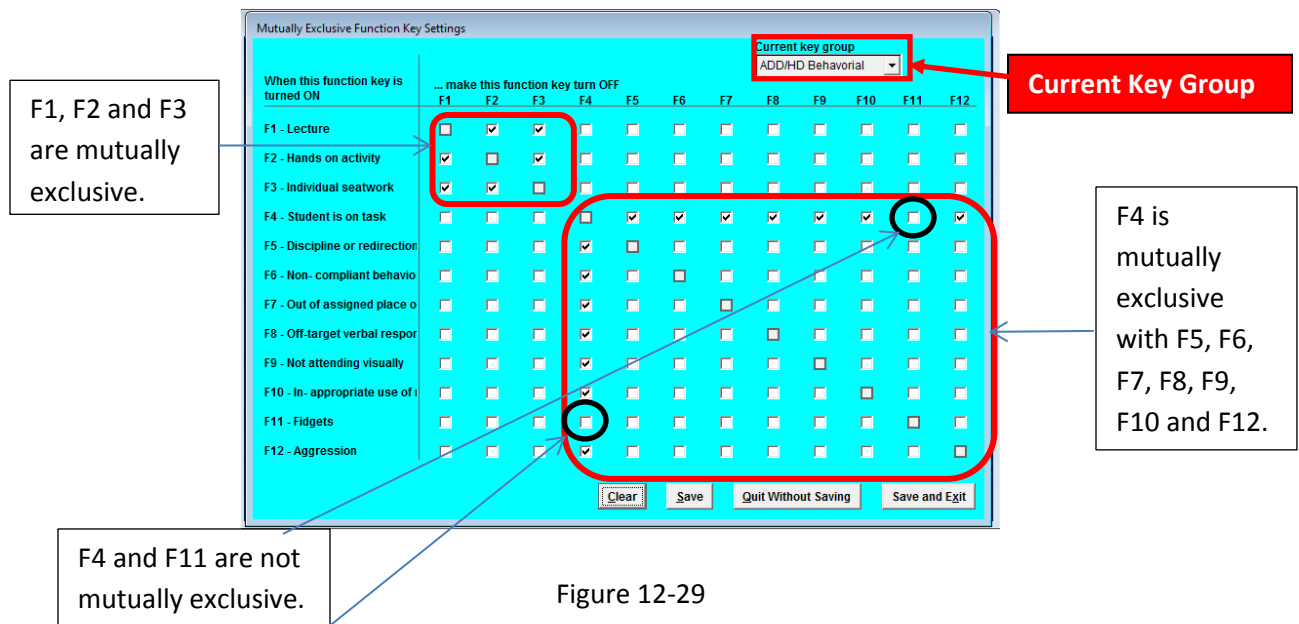 Mutually Exclusive Function Key Settings
Current key group
ADD/HD Behavorial
Current Key Group
When this function key is
turned ON
... make this function key turn OFF
F1 F2 F3 F4 F5 F6 F7 F8 F9 F10 F11 F12
F1, F2 and F3
are mutually
exclusive.
F1 - Lecture
F2 - Hands on activity
F3 - Individual seatwork
F4 - Student is on task
F5 - Discipline or redirection
F6 - Non- compliant behavio
F7 - Out of assigned place o
F8 - Off-target verbal respor
F9 - Not attending visually
F10 - In- appropriate use of
F11 - Fidgets
F12 - Aggression
F4 is
mutually
exclusive
with F5, F6,
F7, F8, F9,
F10 and F12.
Clear Save Quit Without Saving Save and Exit
F4 and F11 are not
mutually exclusive.
Figure 12-29